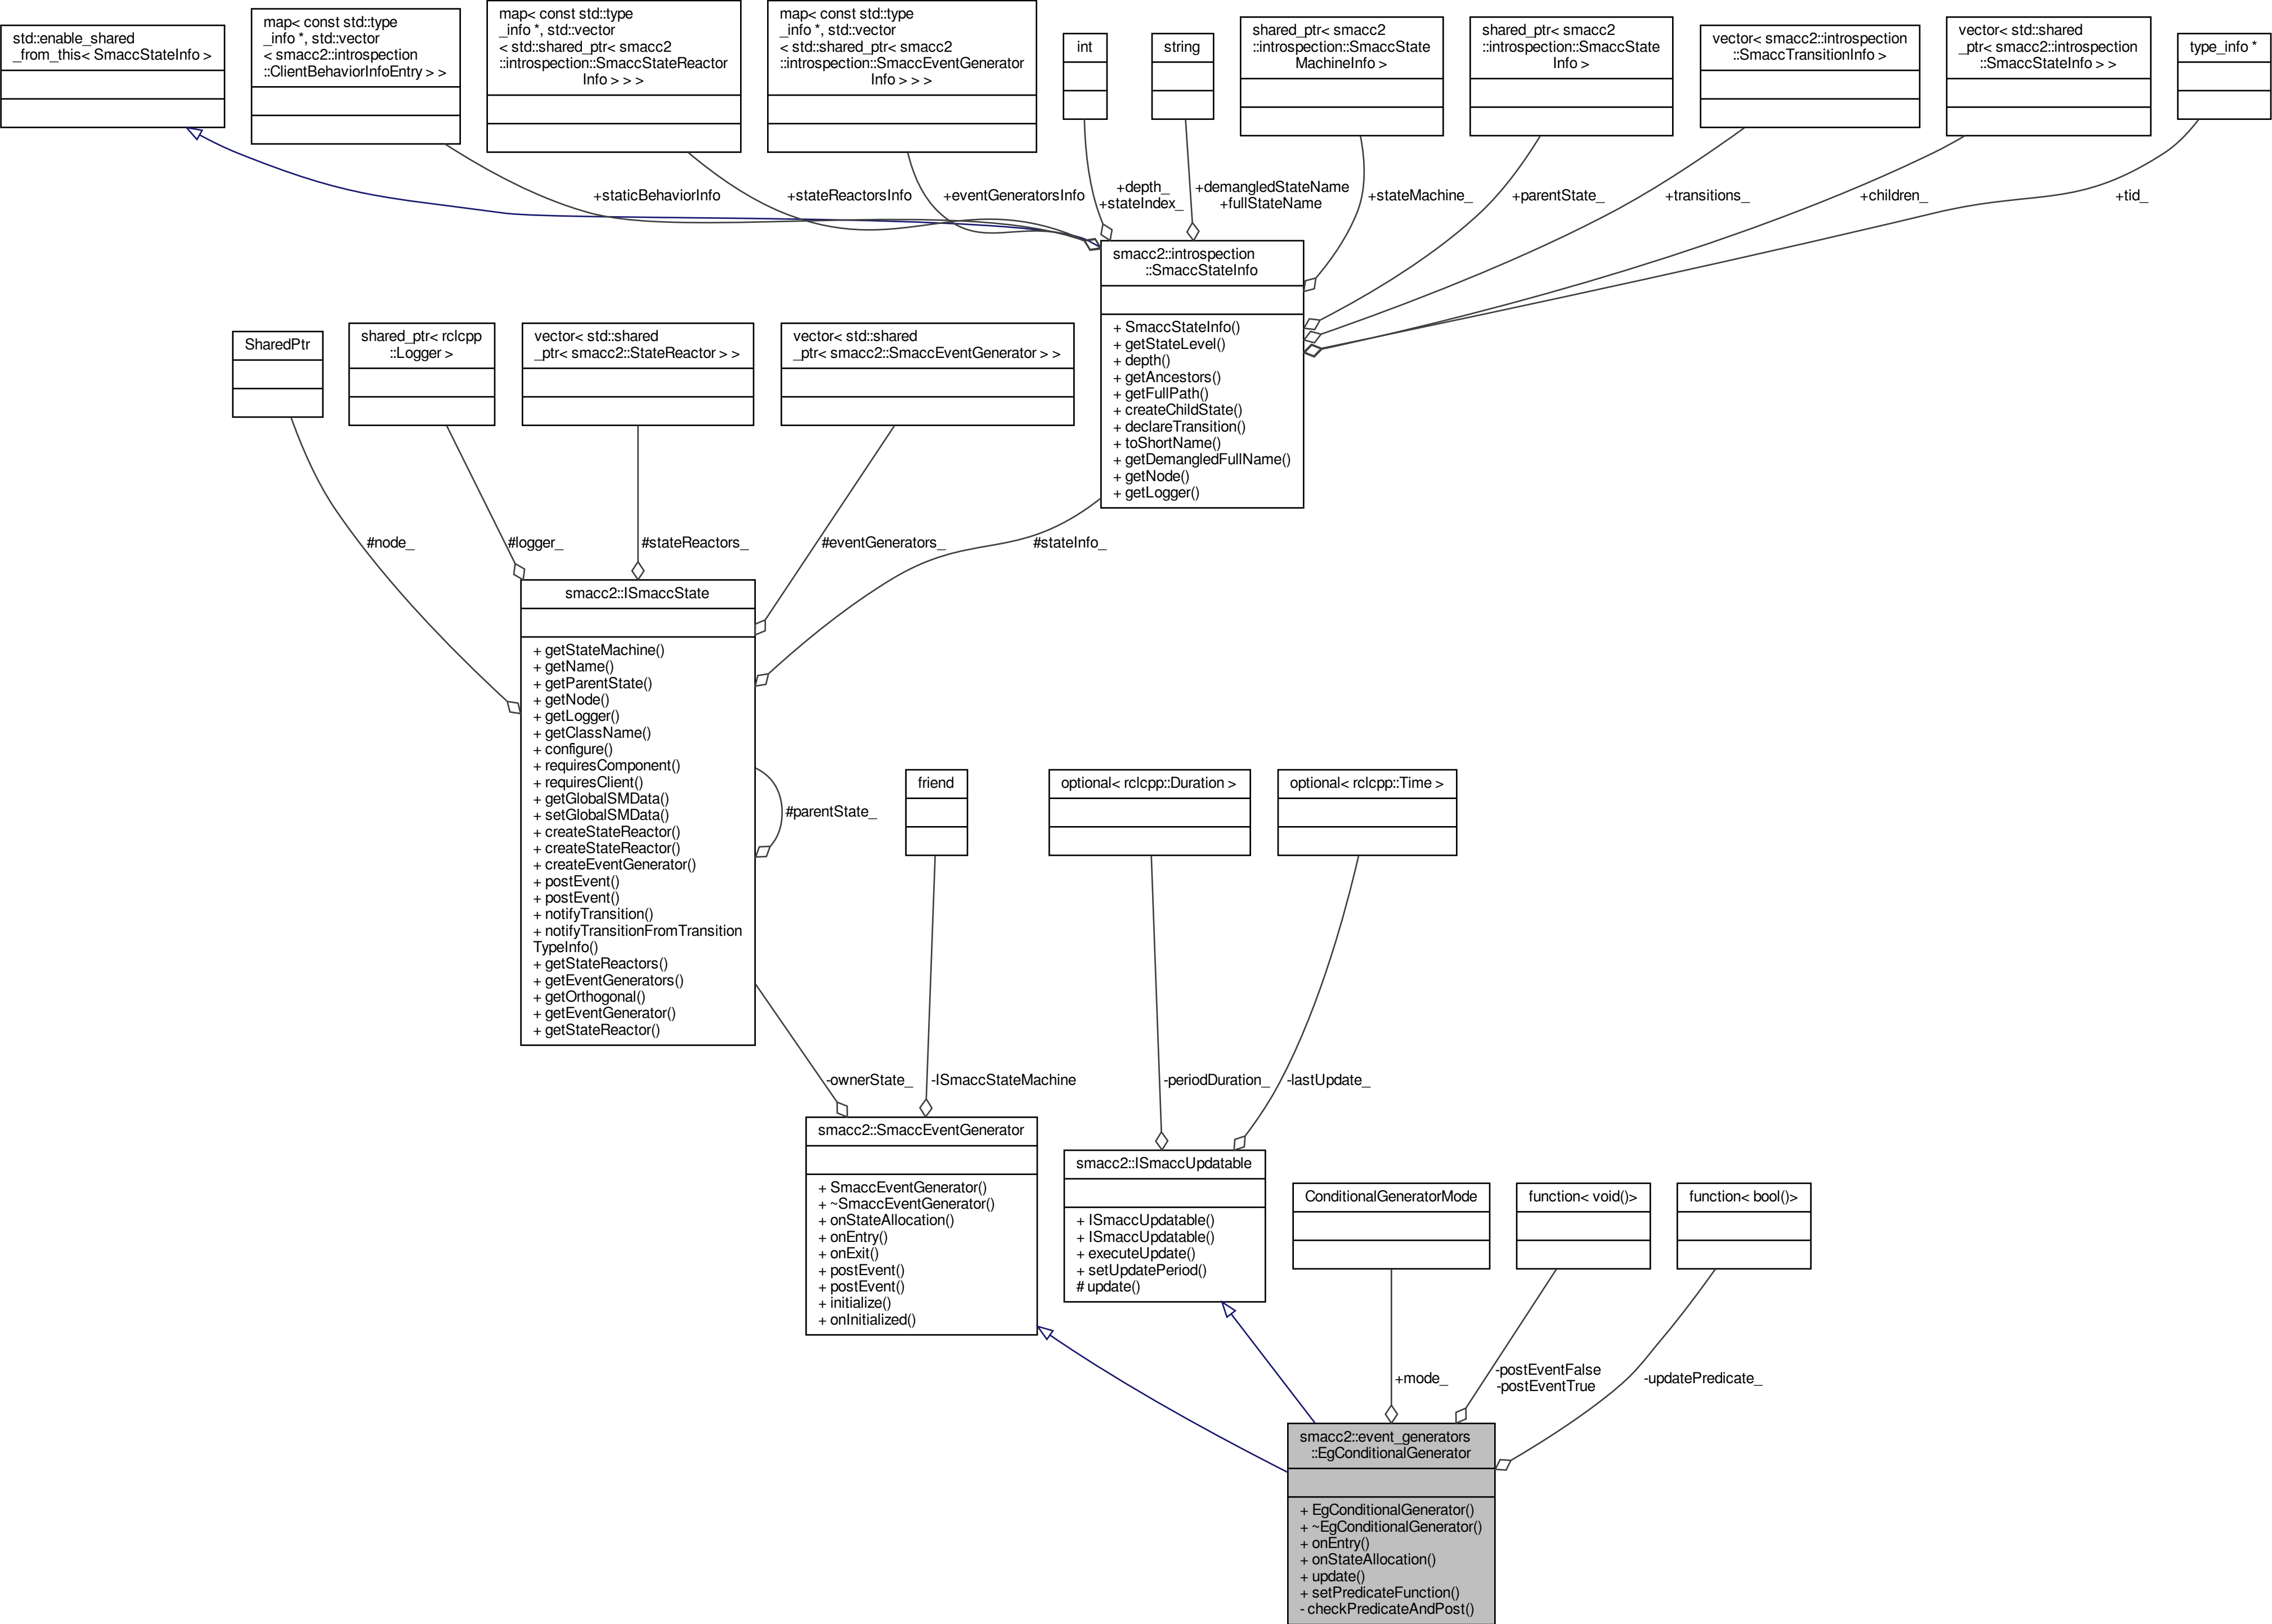 std::enable_shared
_from_this< SmaccStateInfo >
map< const std::type
_info *, std::vector
< smacc2::introspection
::ClientBehaviorInfoEntry > >
map< const std::type
_info *, std::vector
< std::shared_ptr< smacc2
::introspection::SmaccStateReactor
Info > > >
map< const std::type
_info *, std::vector
< std::shared_ptr< smacc2
::introspection::SmaccEventGenerator
Info > > >
int
string
shared_ptr< smacc2
::introspection::SmaccState
MachineInfo >
shared_ptr< smacc2
::introspection::SmaccState
Info >
vector< smacc2::introspection
::SmaccTransitionInfo >
vector< std::shared
_ptr< smacc2::introspection
::SmaccStateInfo > >
type_info *
+staticBehaviorInfo
+stateReactorsInfo
+eventGeneratorsInfo
+depth_
+stateIndex_
+demangledStateName
+fullStateName
+stateMachine_
+parentState_
+transitions_
+children_
+tid_
smacc2::introspection
::SmaccStateInfo
+ SmaccStateInfo()
+ getStateLevel()
+ depth()
+ getAncestors()
+ getFullPath()
+ createChildState()
+ declareTransition()
+ toShortName()
+ getDemangledFullName()
+ getNode()
+ getLogger()
SharedPtr
shared_ptr< rclcpp
::Logger >
vector< std::shared
_ptr< smacc2::StateReactor > >
vector< std::shared
_ptr< smacc2::SmaccEventGenerator > >
#node_
#logger_
#stateReactors_
#eventGenerators_
#stateInfo_
smacc2::ISmaccState
+ getStateMachine()
+ getName()
+ getParentState()
+ getNode()
+ getLogger()
+ getClassName()
+ configure()
+ requiresComponent()
+ requiresClient()
+ getGlobalSMData()
+ setGlobalSMData()
+ createStateReactor()
+ createStateReactor()
+ createEventGenerator()
+ postEvent()
+ postEvent()
+ notifyTransition()
+ notifyTransitionFromTransition
TypeInfo()
+ getStateReactors()
+ getEventGenerators()
+ getOrthogonal()
+ getEventGenerator()
+ getStateReactor()
#parentState_
friend
optional< rclcpp::Duration >
optional< rclcpp::Time >
-ownerState_
-ISmaccStateMachine
-periodDuration_
-lastUpdate_
smacc2::SmaccEventGenerator
+ SmaccEventGenerator()
+ ~SmaccEventGenerator()
+ onStateAllocation()
+ onEntry()
+ onExit()
+ postEvent()
+ postEvent()
+ initialize()
+ onInitialized()
smacc2::ISmaccUpdatable
+ ISmaccUpdatable()
+ ISmaccUpdatable()
+ executeUpdate()
+ setUpdatePeriod()
# update()
ConditionalGeneratorMode
function< void()>
function< bool()>
+mode_
-postEventFalse
-postEventTrue
-updatePredicate_
smacc2::event_generators
::EgConditionalGenerator
+ EgConditionalGenerator()
+ ~EgConditionalGenerator()
+ onEntry()
+ onStateAllocation()
+ update()
+ setPredicateFunction()
- checkPredicateAndPost()